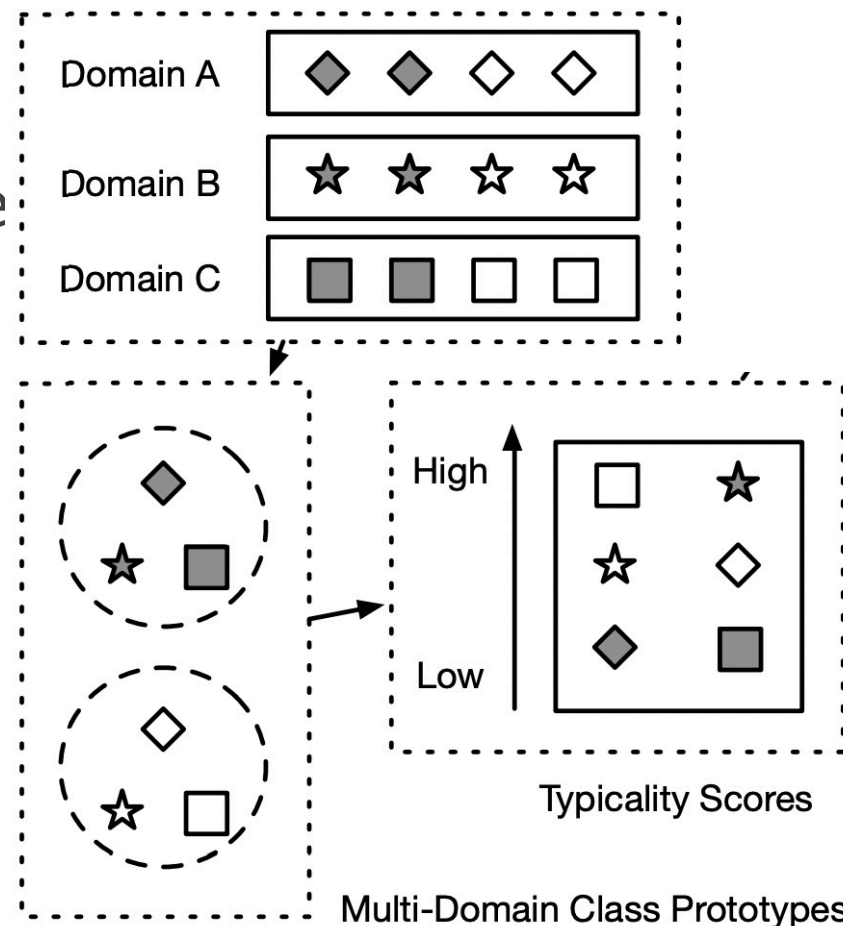 Domain A
Domain B
Domain C
High
Low
Typicality Scores
Multi-Domain Class Prototypes